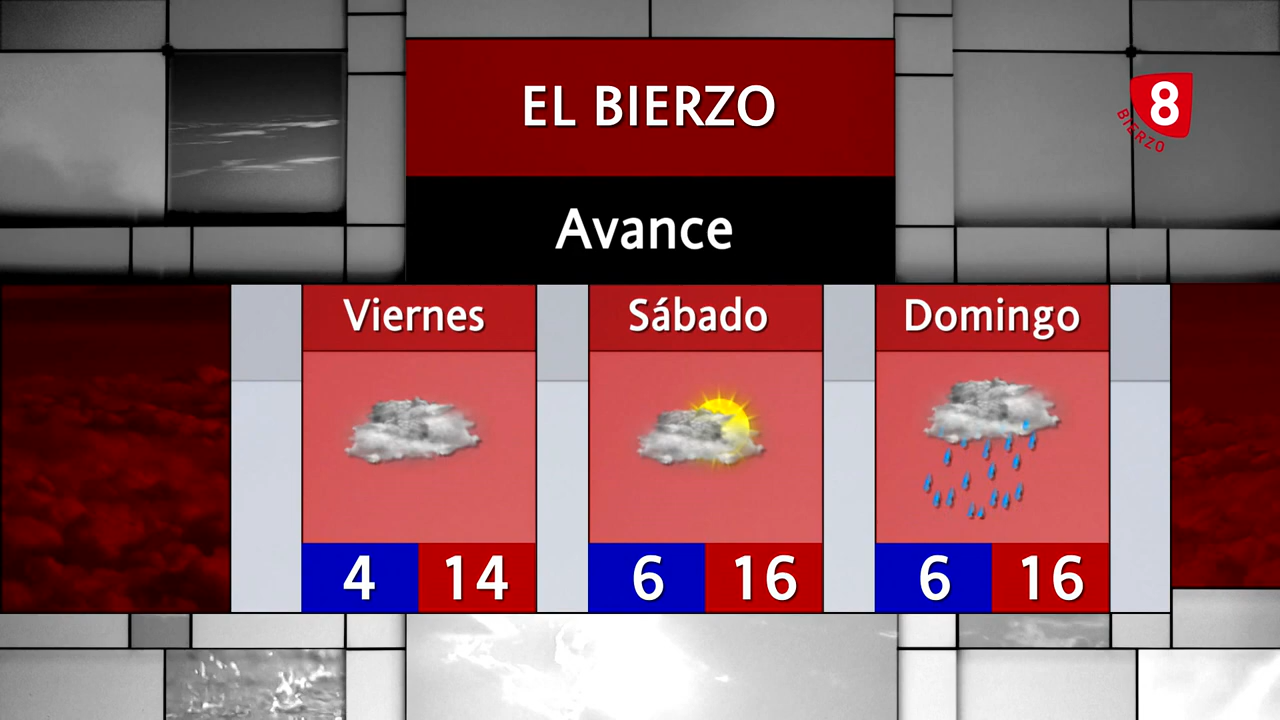 EL BIERZO
8
BIERZO
Avance
Viernes
Sábado
Domingo
4
14
6
16
6
16